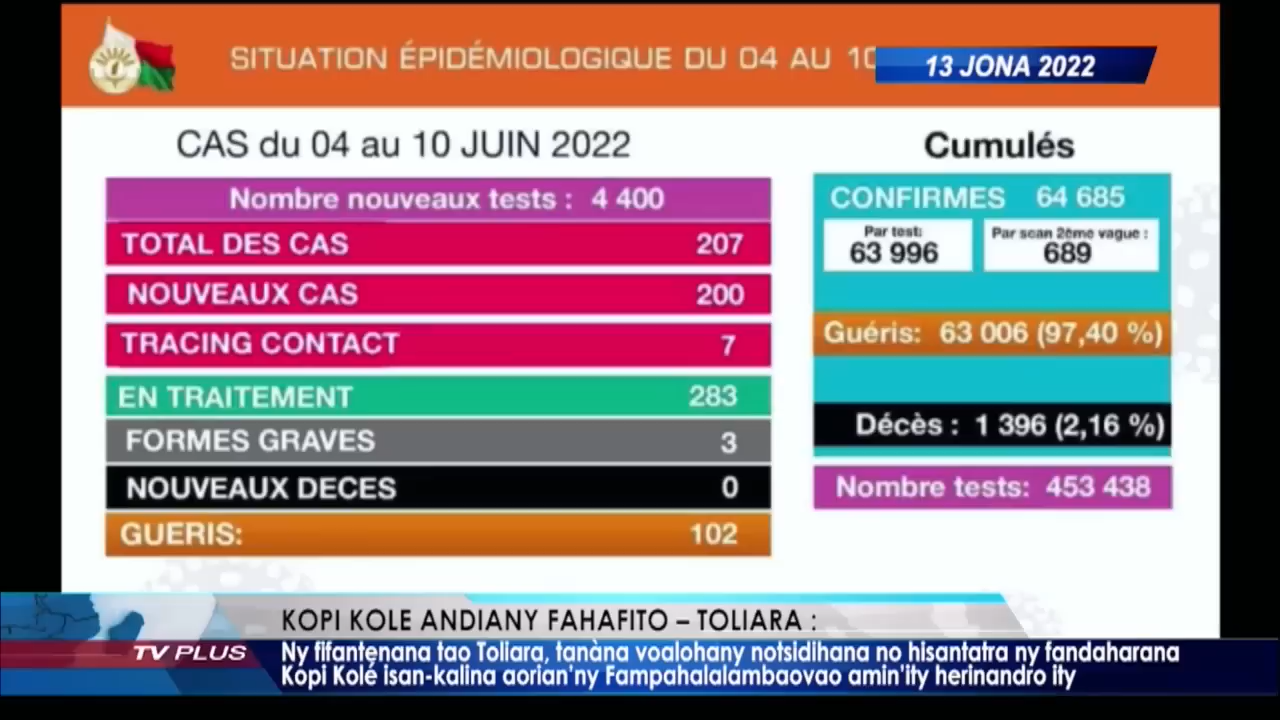 SITUATION ÉPIDÉMIOLOGIQUE DU 04 AU 10
13 JONA 2022
CAS du 04 au 10 JUIN 2022
Nombre nouveaux tests : 4 400
TOTAL DES CAS 207
NOUVEAUX CAS 200
TRACING CONTACT 7
EN TRAITEMENT 283
FORMES GRAVES 3
NOUVEAUX DECES 0
GUERIS: 102
Cumulés
CONFIRMES 64 685
Par test:
63 996
Par scan 2ème vague :
689
Guéris: 63 006 (97,40 %)
Décès : 1 396 (2,16 %)
Nombre tests: 453 438
KOPI KOLE ANDIANY FAHAFITO – TOLIARA :
TV PLUS
Ny fifantenana tao Toliara, tanàna voalohany notsidihana no hisantatra ny fandaharana
Kopi Kolé isan-kalina aorian'ny Fampahalalambaovao amin'ity herinandro ity